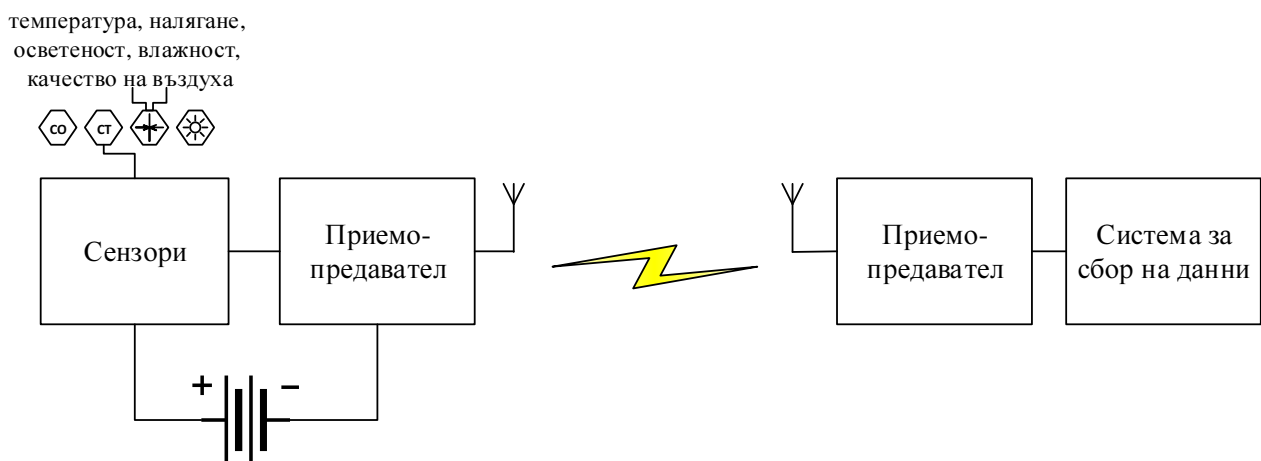 температура, налягане,
осветеност, влажност,
качество на въздуха
CO
CT
Сензори
Приемо-
предавател
Приемо-
предавател
Система за
сбор на данни
+
−